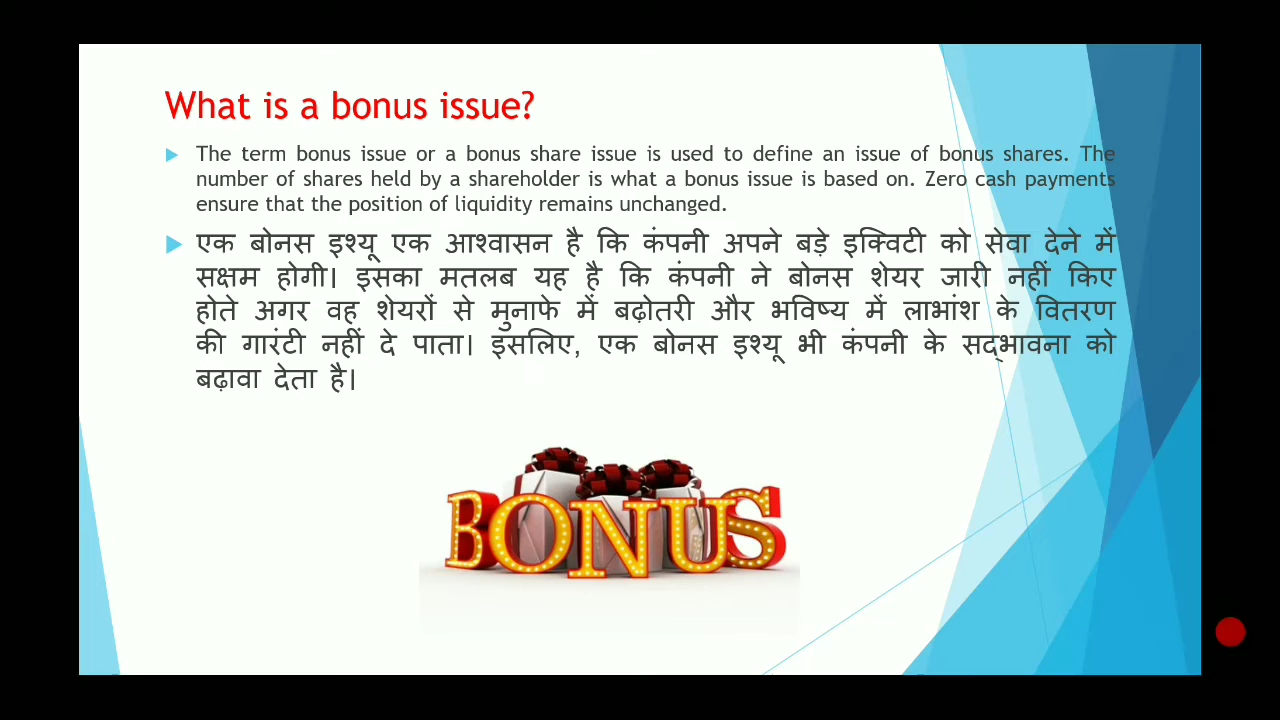 What is a bonus issue?
The term bonus issue or a bonus share issue is used to define an issue of bonus shares. The
number of shares held by a shareholder is what a bonus issue is based on. Zero cash payments
ensure that the position of liquidity remains unchanged.
एक बोनस इश्यू एक आश्वासन है कि कंपनी अपने बड़े इक्विटी को सेवा देने में
सक्षम होगी। इसका मतलब यह है कि कंपनी ने बोनस शेयर जारी नहीं किए
होते अगर वह शेयरों से मुनाफे में बढ़ोतरी और भविष्य में लाभांश के वितरण
की गारंटी नहीं दे पाता। इसलिए, एक बोनस इश्यू भी कंपनी के सद्भावना को
बढ़ावा देता है।
BONUS